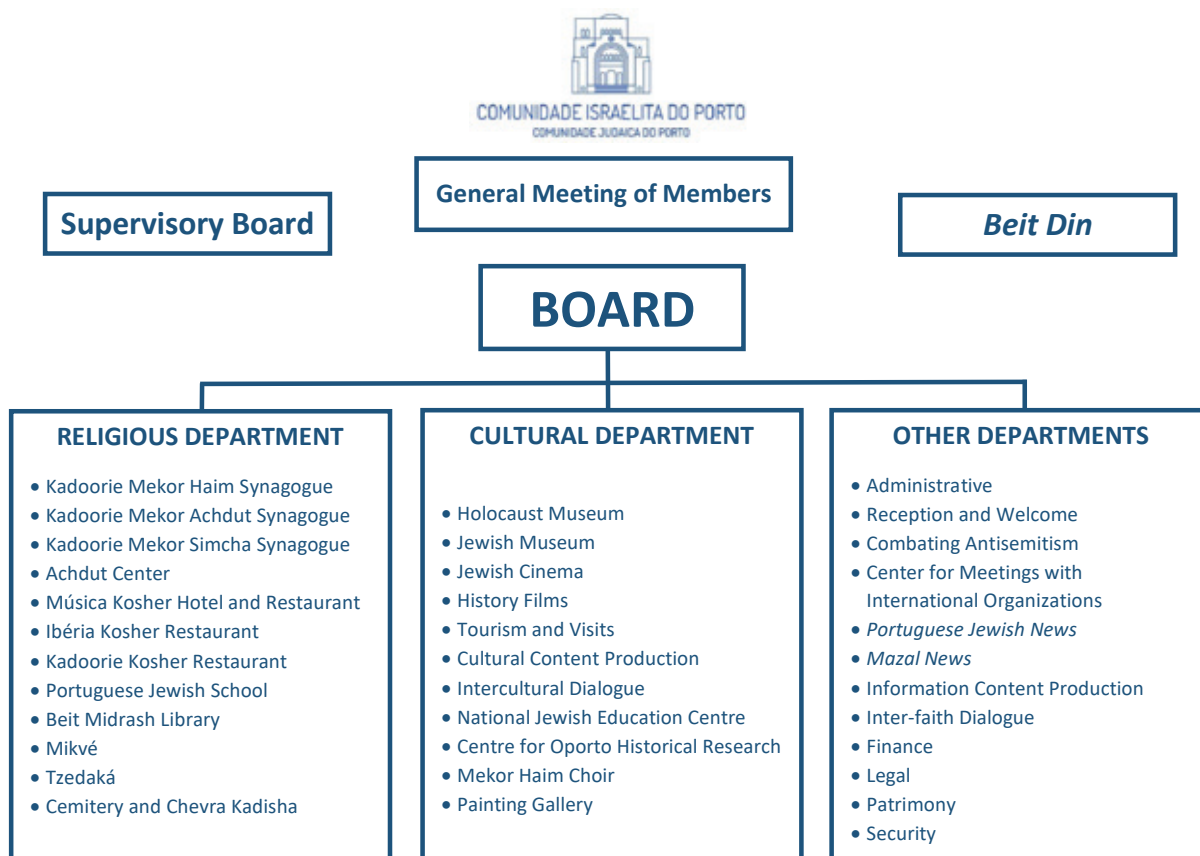 COMUNIDADE ISRAELITA DO PORTO
COMUNIDADE JUDAICA DO PORTO
General Meeting of Members
Supervisory Board
Beit Din
BOARD
RELIGIOUS DEPARTMENT
• Kadoorie Mekor Haim Synagogue
• Kadoorie Mekor Achdut Synagogue
• Kadoorie Mekor Simcha Synagogue
• Achdut Center
• Música Kosher Hotel and Restaurant
• Ibéria Kosher Restaurant
• Kadoorie Kosher Restaurant
• Portuguese Jewish School
• Beit Midrash Library
• Mikvé
• Tzedaká
• Cemitery and Chevra Kadisha
CULTURAL DEPARTMENT
• Holocaust Museum
• Jewish Museum
• Jewish Cinema
• History Films
• Tourism and Visits
• Cultural Content Production
• Intercultural Dialogue
• National Jewish Education Centre
• Centre for Oporto Historical Research
• Mekor Haim Choir
• Painting Gallery
OTHER DEPARTMENTS
• Administrative
• Reception and Welcome
• Combating Antisemitism
• Center for Meetings with
International Organizations
• Portuguese Jewish News
• Mazal News
• Information Content Production
• Inter-faith Dialogue
• Finance
• Legal
• Patrimony
• Security